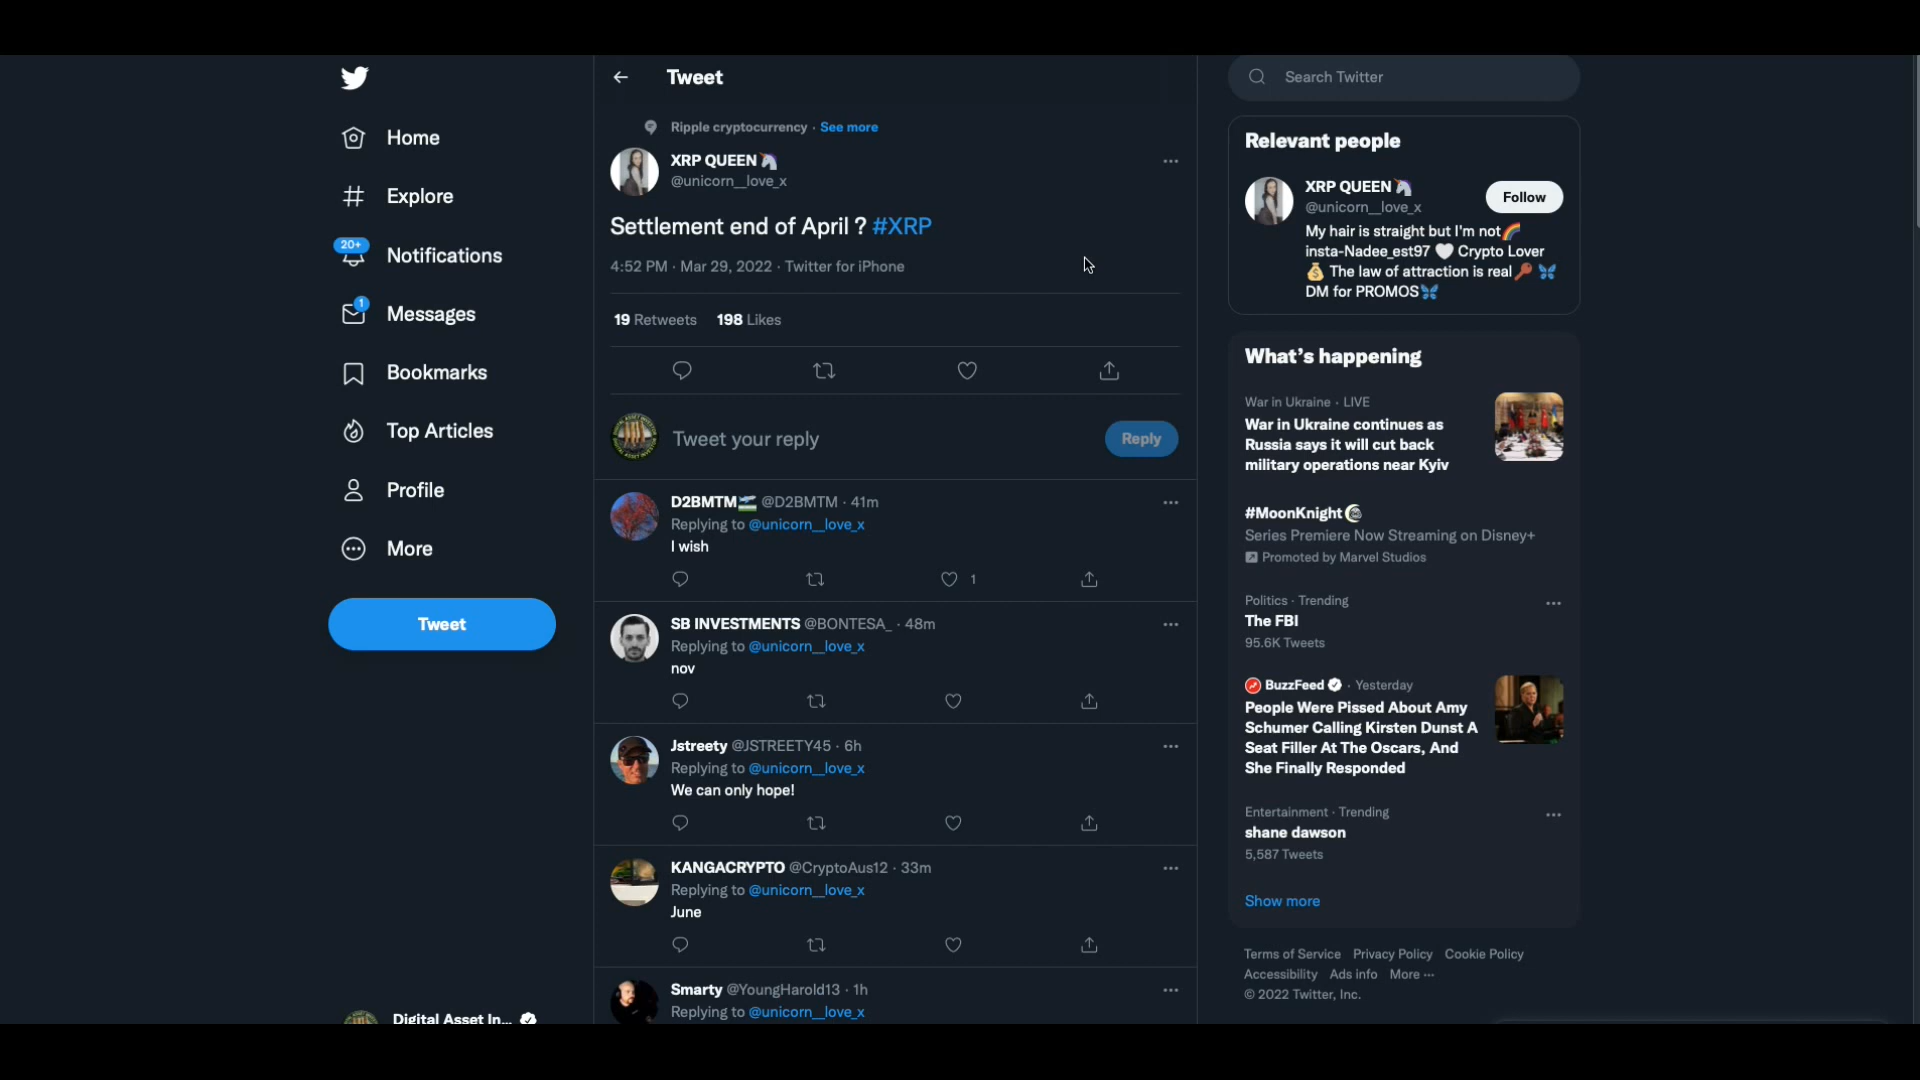 Home
Explore
20+
Notifications
1
Messages
Bookmarks
Top Articles
Profile
More
Tweet
Digital Asset In...
Tweet
Ripple cryptocurrency · See more
XRP QUEEN🦄
@unicorn__love_x
Settlement end of April ? #XRP
4:52 PM · Mar 29, 2022 · Twitter for iPhone
19 Retweets 198 Likes
Tweet your reply
Reply
D2BMTM @D2BMTM · 41m
Replying to @unicorn__love_x
I wish
1
SB INVESTMENTS @BONTESA_ · 48m
Replying to @unicorn__love_x
nov
Jstreety @JSTREETY45 · 6h
Replying to @unicorn__love_x
We can only hope!
KANGACRYPTO @CryptoAus12 · 33m
Replying to @unicorn__love_x
June
Smarty @YoungHarold13 · 1h
Replying to @unicorn__love_x
Search Twitter
Relevant people
XRP QUEEN🦄
@unicorn__love_x
Follow
My hair is straight but I'm not🌈
insta-Nadee_est97 🤍 Crypto Lover
💰 The law of attraction is real🔑 🦋
DM for PROMOS🦋
What's happening
War in Ukraine · LIVE
War in Ukraine continues as
Russia says it will cut back
military operations near Kyiv
#MoonKnight
Series Premiere Now Streaming on Disney+
Promoted by Marvel Studios
Politics · Trending
The FBI
95.6K Tweets
BuzzFeed · Yesterday
People Were Pissed About Amy
Schumer Calling Kirsten Dunst A
Seat Filler At The Oscars, And
She Finally Responded
Entertainment · Trending
shane dawson
5,587 Tweets
Show more
Terms of Service Privacy Policy Cookie Policy
Accessibility Ads info More ···
© 2022 Twitter, Inc.